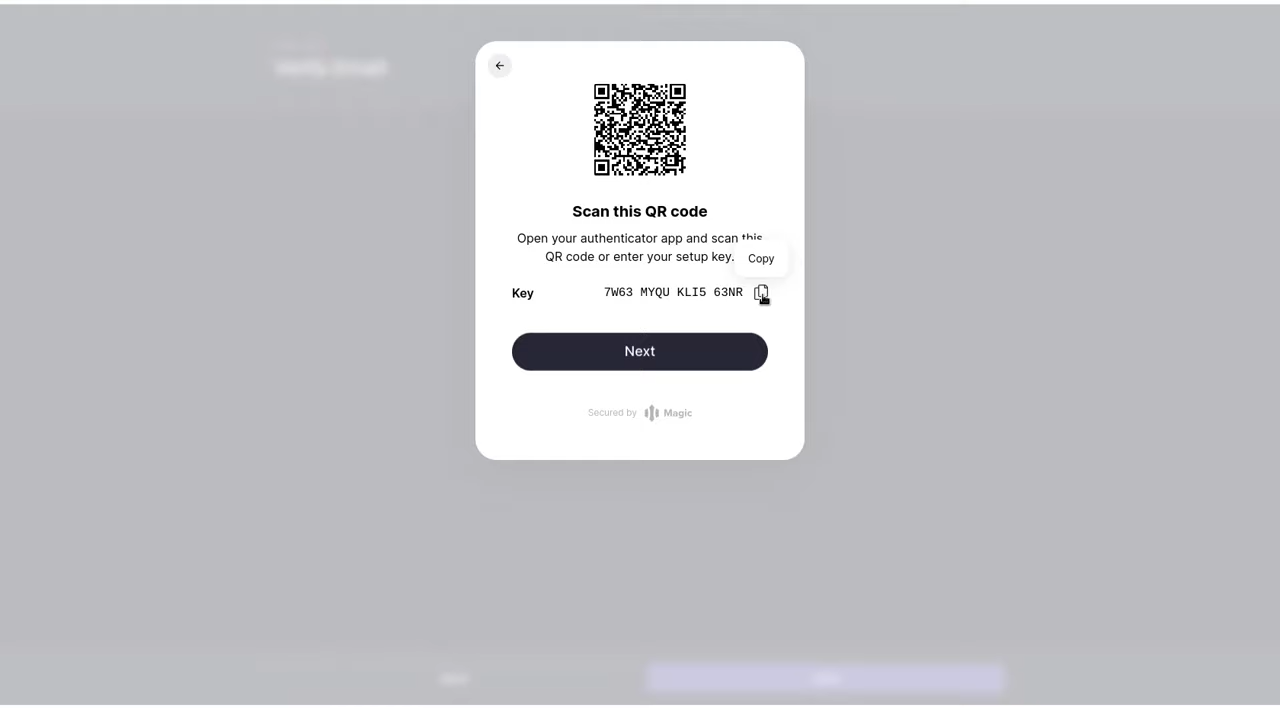 Scan this QR code
Open your authenticator app and scan this
QR code or enter your setup key.
Copy
Key 7W63 MYQU KLI5 63NR
Next
Secured by Magic